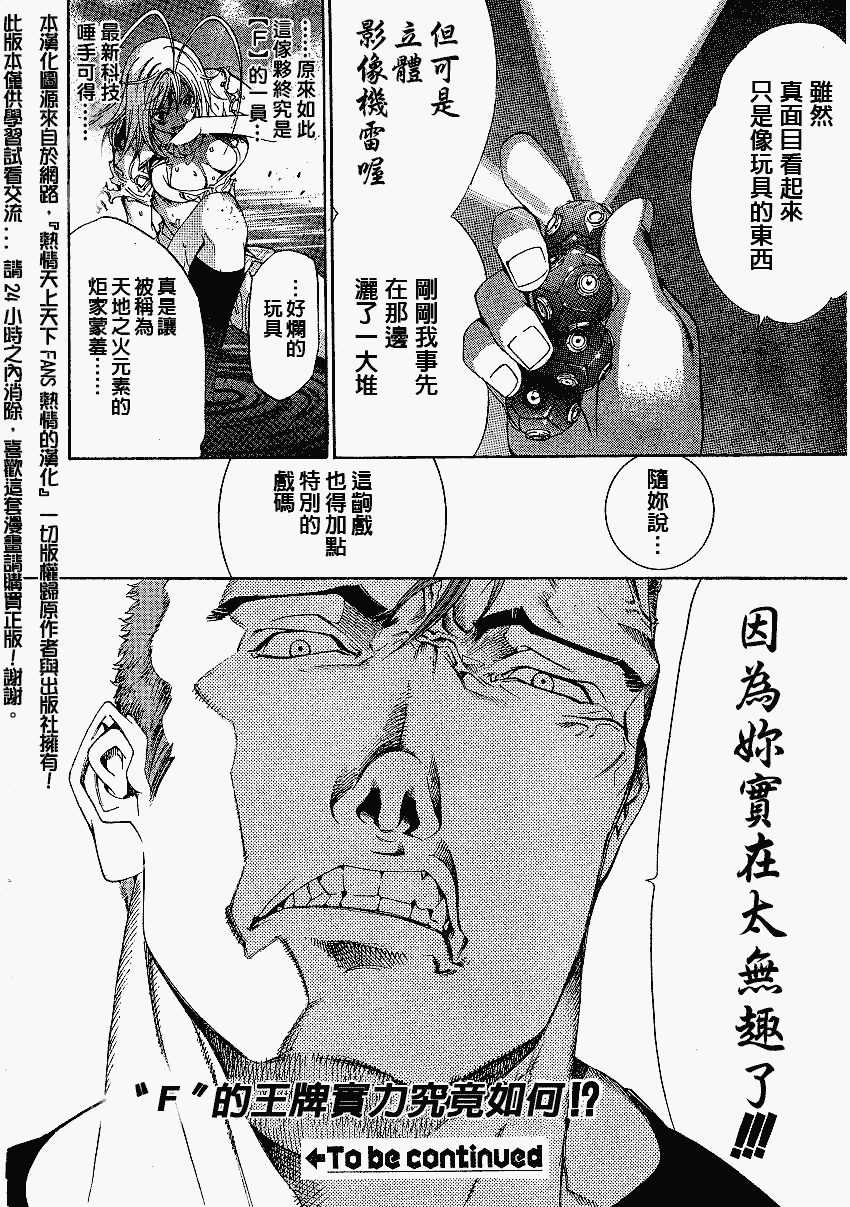 雖然
真面目看起來
只是像玩具的東西
但可是
立體
影像機雷喔
剛剛我事先
在那邊
灑了一大堆
……原來如此
這傢夥終究是
【F】的一員…
最新科技
唾手可得……
…好爛的
玩具
真是讓
被稱為
天地之火元素的
炬家蒙羞……
隨妳說…
這齣戲
也得加點
特別的
戲碼
因為妳實在太無趣了!!!
"F"的王牌實力究竟如何!?
←To be continued
本漢化圖源來自於網路，『熱情天上天下 FANS 熱情的漢化』一切版權歸原作者與出版社擁有！
此版本僅供學習試看交流… 請 24 小時之內消除，喜歡這套漫畫請購買正版！謝謝。